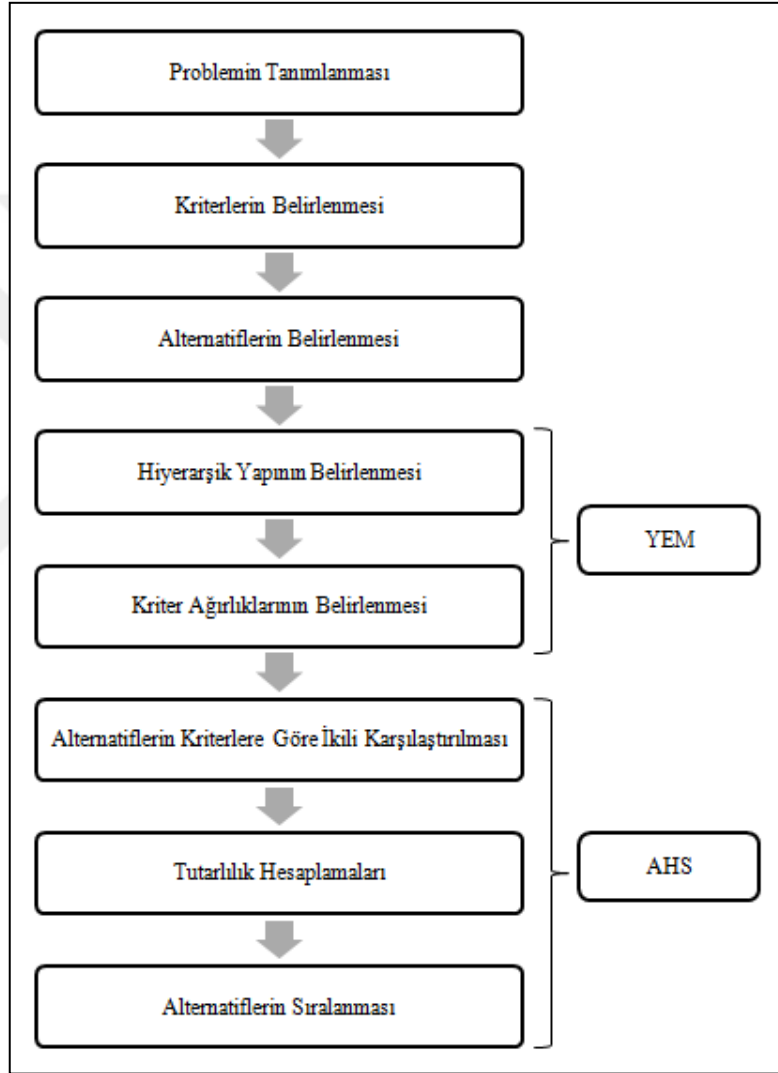 Problemin Tanımlanması
Kriterlerin Belirlenmesi
Alternatiflerin Belirlenmesi
Hiyerarşik Yapının Belirlenmesi
YEM
Kriter Ağırlıklarının Belirlenmesi
Alternatiflerin Kriterlere Göre İkili Karşılaştırılması
Tutarlılık Hesaplamaları
AHS
Alternatiflerin Sıralanması